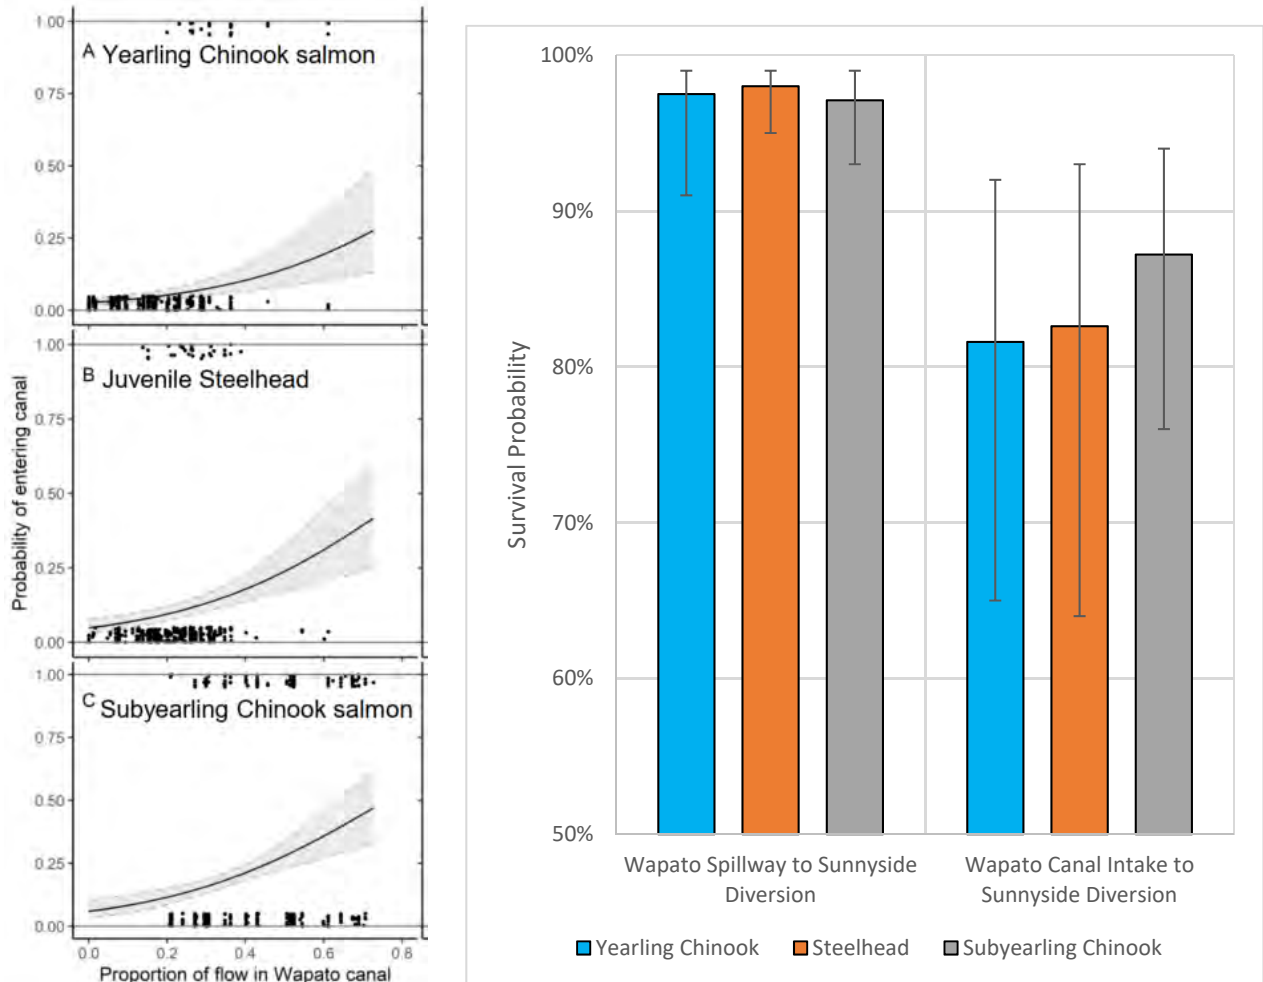 1.00
A Yearling Chinook salmon
0.75
0.50
0.25
0.00
1.00
B Juvenile Steelhead
0.75
0.50
0.25
0.00
1.00
C Subyearling Chinook salmon
0.75
0.50
0.25
0.00
0.0 0.2 0.4 0.6 0.8
Proportion of flow in Wapato canal
Probability of entering canal
100%
90%
80%
70%
60%
50%
Survival Probability
Wapato Spillway to Sunnyside
Diversion
Wapato Canal Intake to
Sunnyside Diversion
Yearling Chinook Steelhead Subyearling Chinook